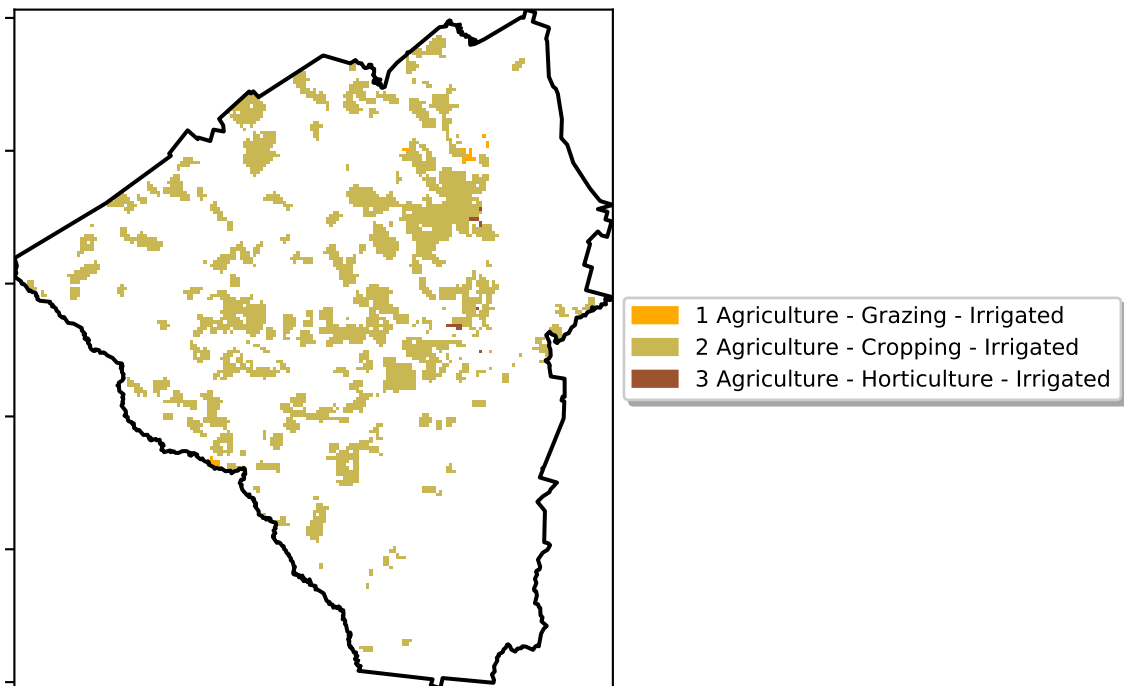 1 Agriculture - Grazing - Irrigated
2 Agriculture - Cropping - Irrigated
3 Agriculture - Horticulture - Irrigated